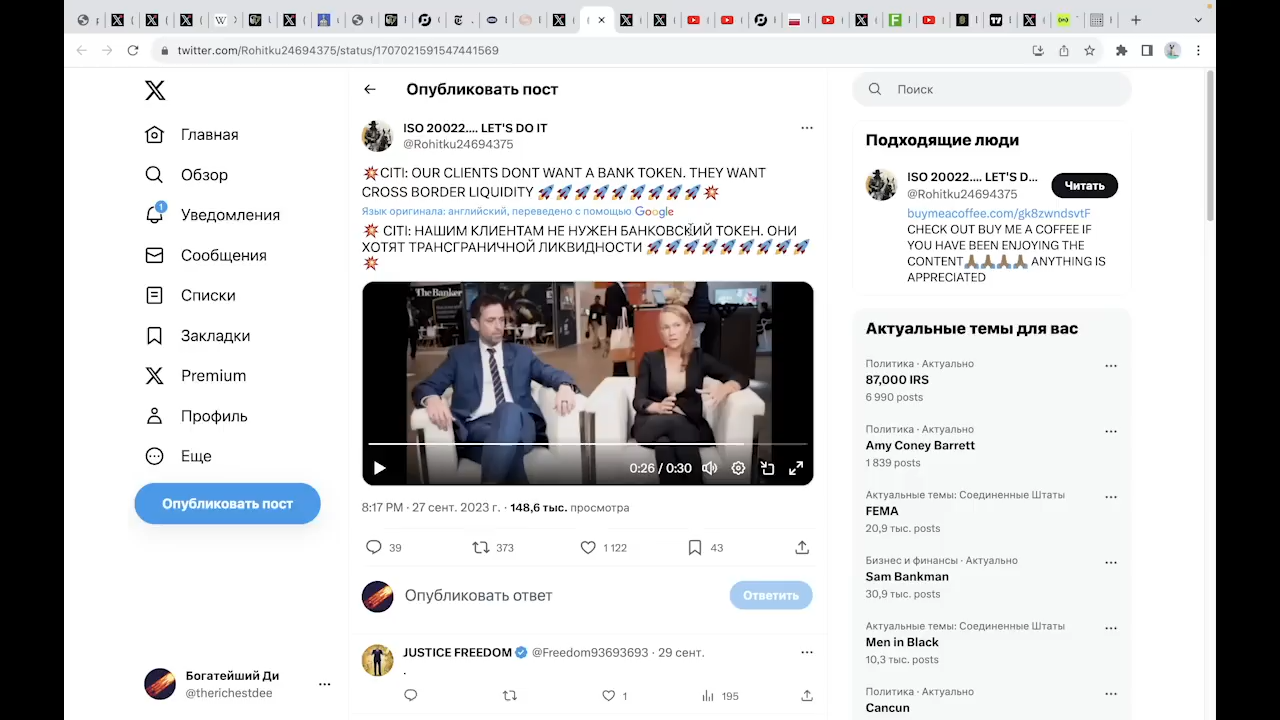 twitter.com/Rohitku24694375/status/1707021591547441569
Главная
Обзор
1
Уведомления
Сообщения
Списки
Закладки
Premium
Профиль
Еще
Опубликовать пост
Богатейший Ди
@therichestdee
Опубликовать пост
ISO 20022.... LET'S DO IT
@Rohitku24694375
💥CITI: OUR CLIENTS DONT WANT A BANK TOKEN. THEY WANT
CROSS BORDER LIQUIDITY 🚀🚀🚀🚀🚀🚀🚀🚀🚀💥
Язык оригинала: английский, переведено с помощью Google
💥 CITI: НАШИМ КЛИЕНТАМ НЕ НУЖЕН БАНКОВСКИЙ ТОКЕН. ОНИ
ХОТЯТ ТРАНСГРАНИЧНОЙ ЛИКВИДНОСТИ 🚀🚀🚀🚀🚀🚀🚀🚀🚀
💥
The Banker
0:26 / 0:30
8:17 PM · 27 сент. 2023 г. · 148,6 тыс. просмотра
39 373 1 122 43
Опубликовать ответ
Ответить
JUSTICE FREEDOM @Freedom93693693 · 29 сент.
.
1 195
Поиск
Подходящие люди
ISO 20022.... LET'S D...
@Rohitku24694375
Читать
buymeacoffee.com/gk8zwndsvtF
CHECK OUT BUY ME A COFFEE IF
YOU HAVE BEEN ENJOYING THE
CONTENT🙏🏽🙏🏽🙏🏽🙏🏽 ANYTHING IS
APPRECIATED
Актуальные темы для вас
Политика · Актуально
87,000 IRS
6 990 posts
Политика · Актуально
Amy Coney Barrett
1 839 posts
Актуальные темы: Соединенные Штаты
FEMA
20,9 тыс. posts
Бизнес и финансы · Актуально
Sam Bankman
30,9 тыс. posts
Актуальные темы: Соединенные Штаты
Men in Black
10,3 тыс. posts
Политика · Актуально
Cancun